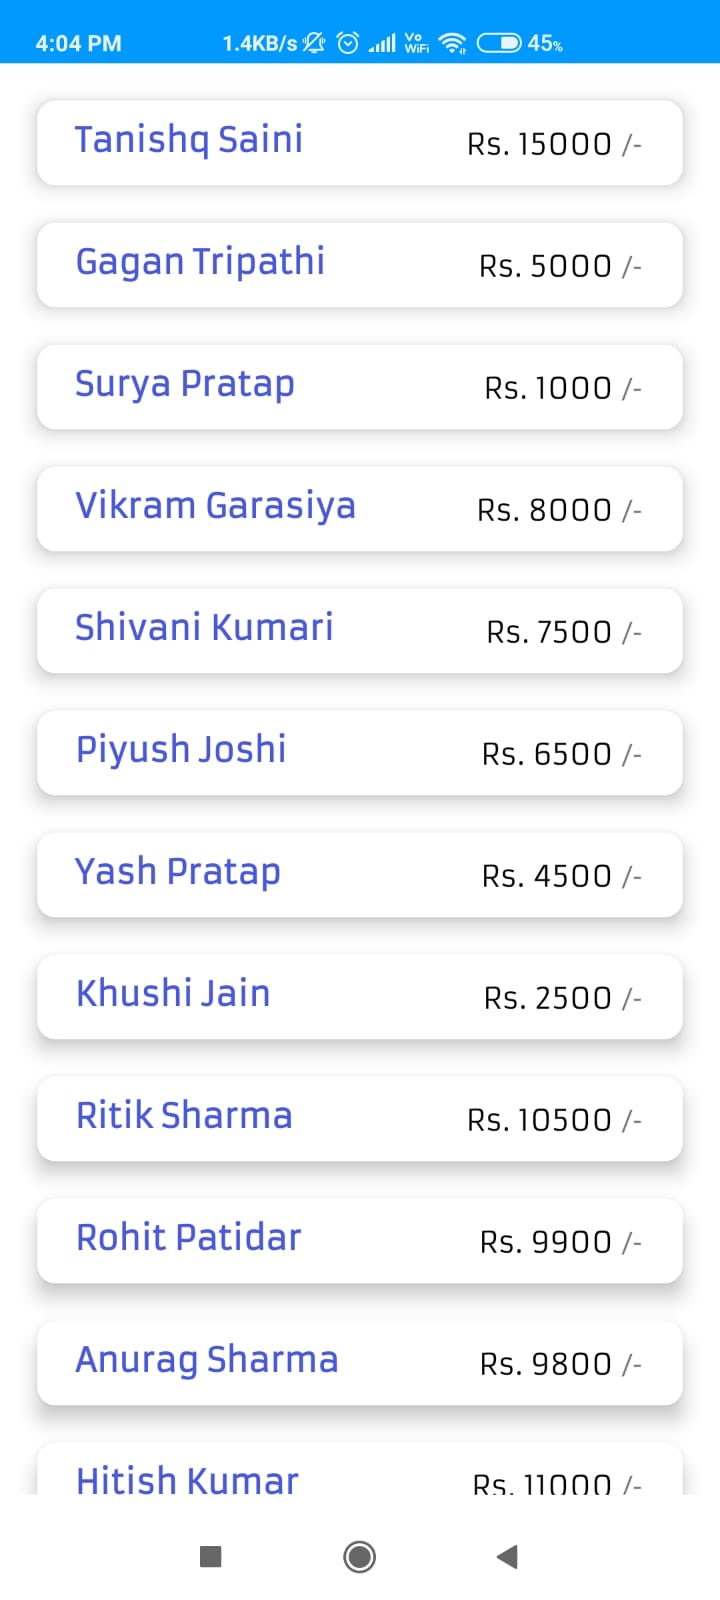 4:04 PM 1.4KB/s Vo WiFi 45%
Tanishq Saini Rs. 15000 /-
Gagan Tripathi Rs. 5000 /-
Surya Pratap Rs. 1000 /-
Vikram Garasiya Rs. 8000 /-
Shivani Kumari Rs. 7500 /-
Piyush Joshi Rs. 6500 /-
Yash Pratap Rs. 4500 /-
Khushi Jain Rs. 2500 /-
Ritik Sharma Rs. 10500 /-
Rohit Patidar Rs. 9900 /-
Anurag Sharma Rs. 9800 /-
Hitish Kumar Rs. 11000 /-